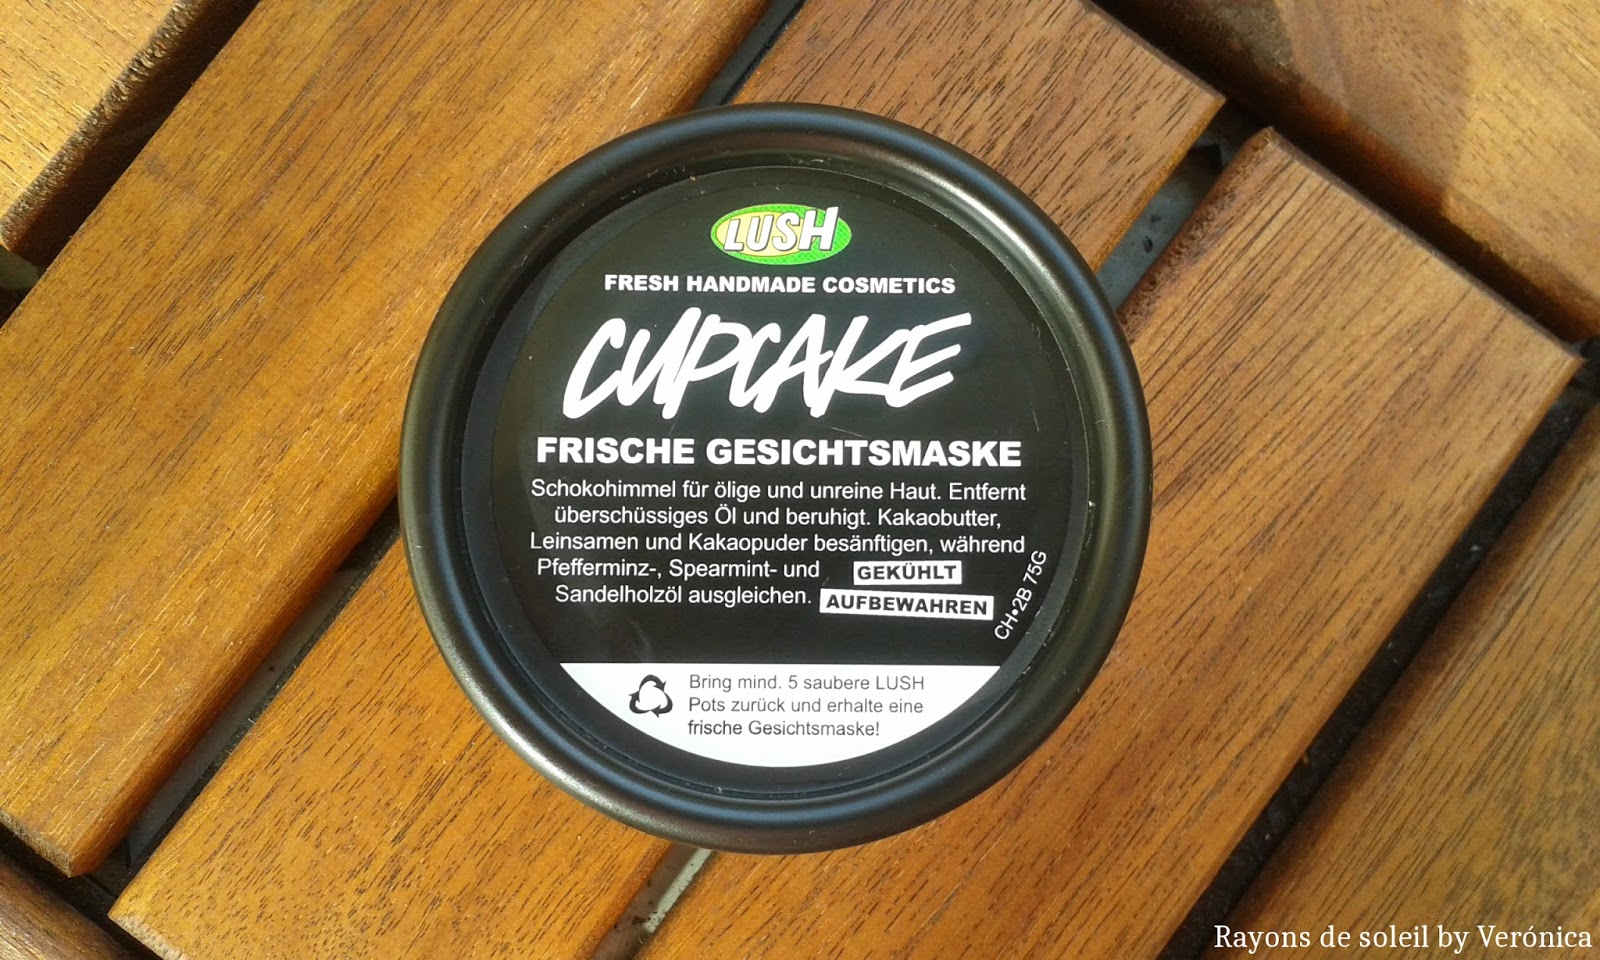 LUSH
FRESH HANDMADE COSMETICS
CUPCAKE
FRISCHE GESICHTSMASKE
Schokohimmel für ölige und unreine Haut. Entfernt
überschüssiges Öl und beruhigt. Kakaobutter,
Leinsamen und Kakaopuder besänftigen, während
Pfefferminz-, Spearmint- und
Sandelholzöl ausgleichen.
GEKÜHLT
AUFBEWAHREN
CH•2B 75G
Bring mind. 5 saubere LUSH
Pots zurück und erhalte eine
frische Gesichtsmaske!
Rayons de soleil by Verónica